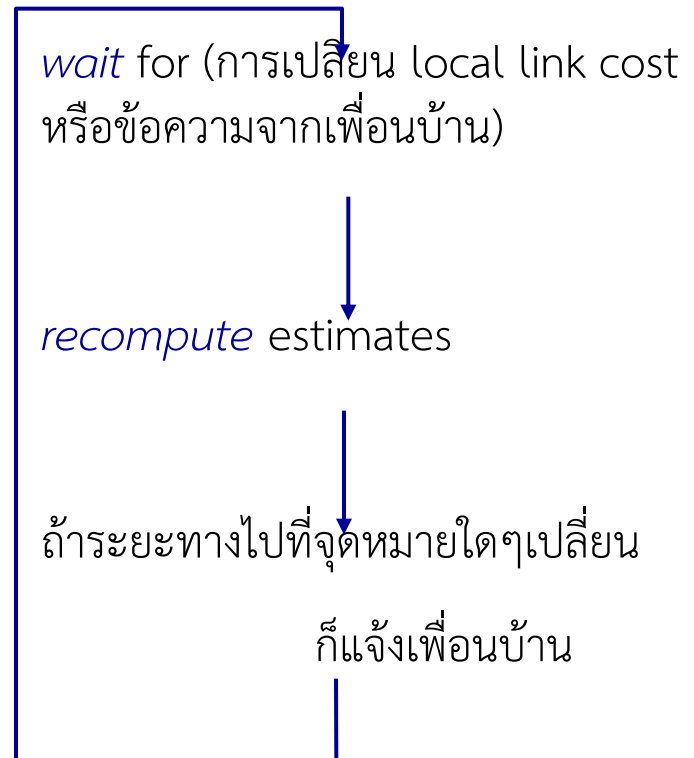 wait for (การเปลี่ยน local link cost
หรือข้อความจากเพื่อนบ้าน)
recompute estimates
ถ้าระยะทางไปที่จุดหมายใดๆเปลี่ยน
ก็แจ้งเพื่อนบ้าน